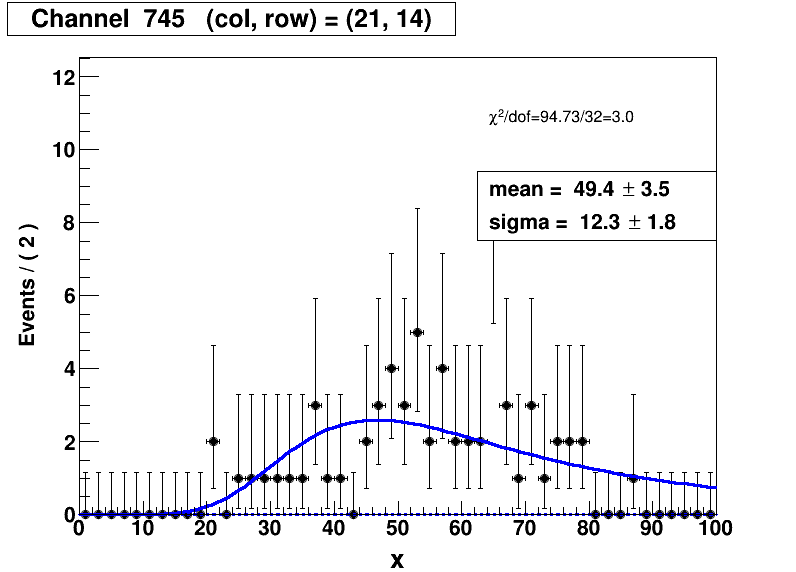 Channel 745 (col, row) = (21, 14)
χ²/dof=94.73/32=3.0
mean = 49.4 ± 3.5
sigma = 12.3 ± 1.8
Events / ( 2 )
12
10
8
6
4
2
0
0 10 20 30 40 50 60 70 80 90 100
x